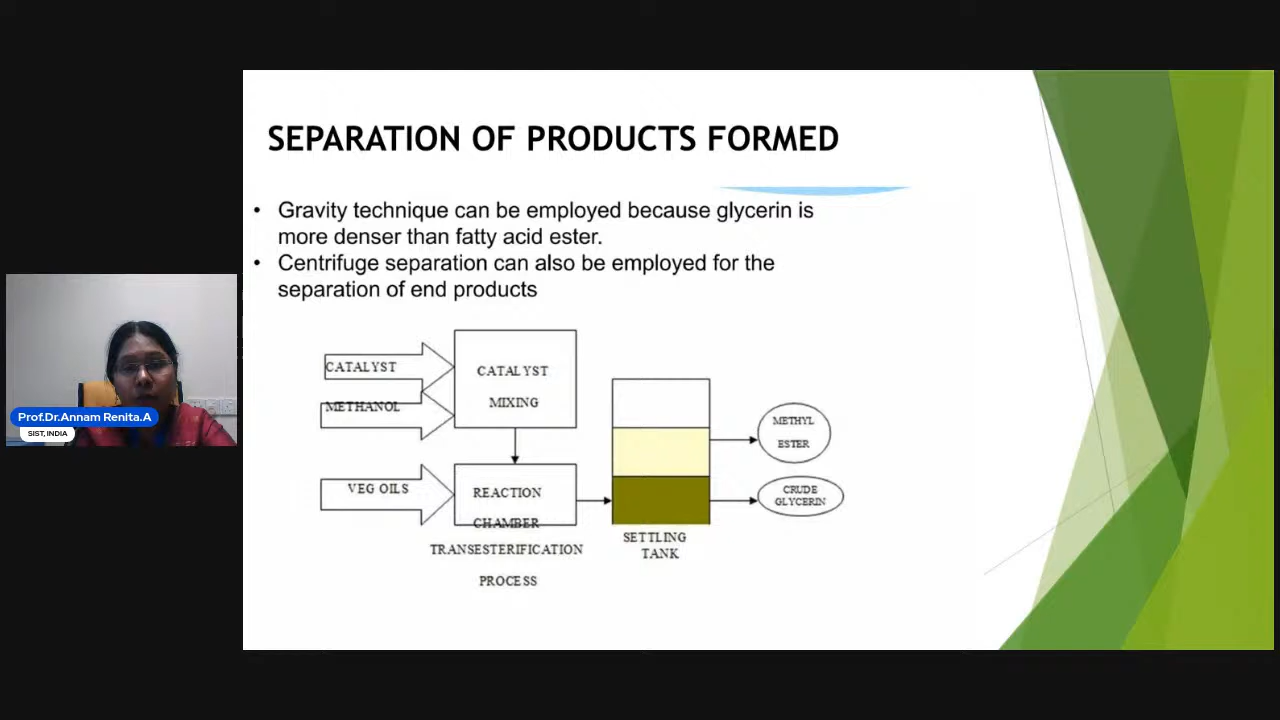 SEPARATION OF PRODUCTS FORMED
• Gravity technique can be employed because glycerin is
more denser than fatty acid ester.
• Centrifuge separation can also be employed for the
separation of end products
CATALYST
METHANOL
CATALYST
MIXING
VEG OILS
REACTION
CHAMBER
TRANSESTERIFICATION
PROCESS
SETTLING
TANK
METHYL
ESTER
CRUDE
GLYCERIN
Prof.Dr.Annam Renita.A
SIST, INDIA